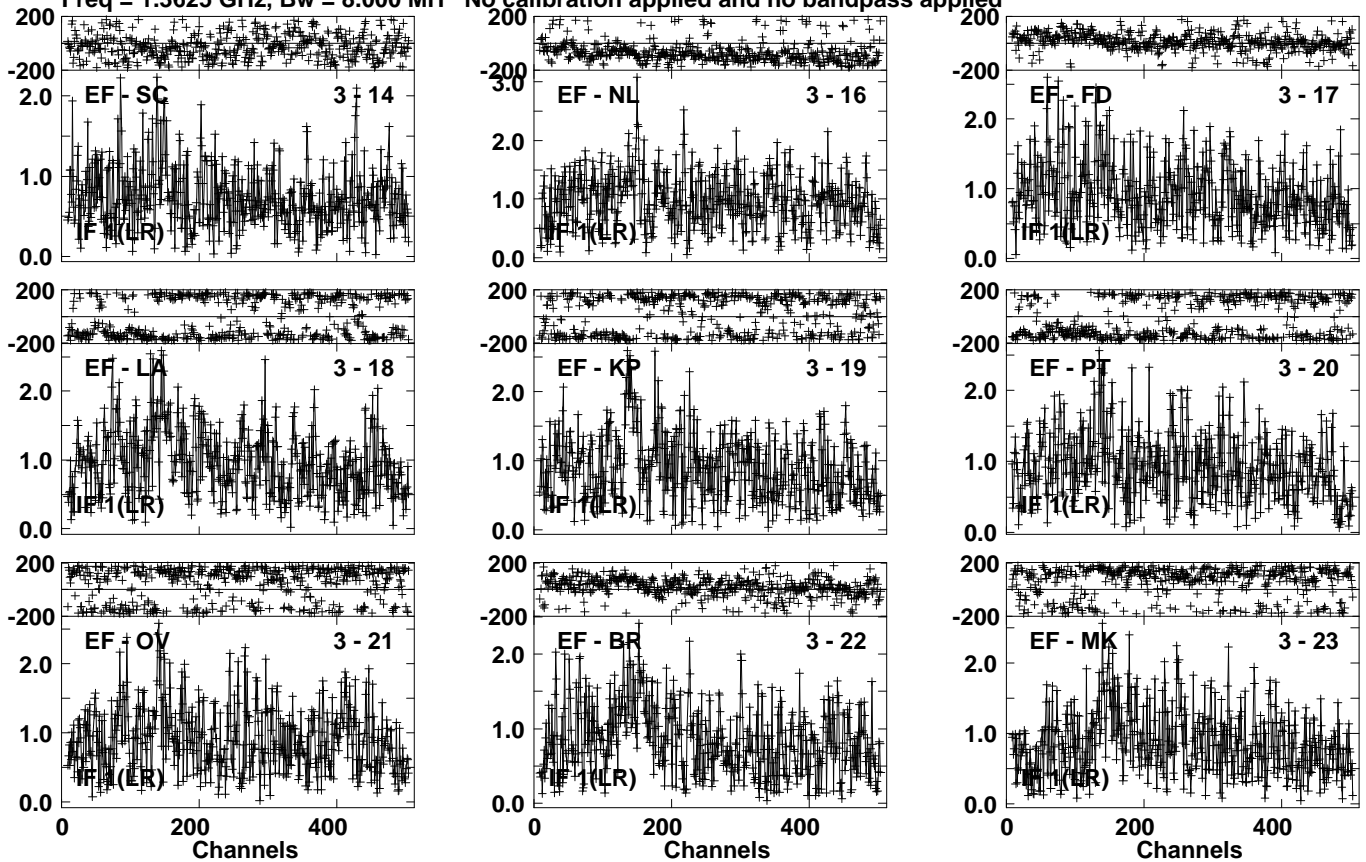 Freq = 1.3625 GHz, Bw = 8.000 MH No calibration applied and no bandpass applied
200
-200
2.0
1.0
0.0
EF - SC 3 - 14
IF 1(LR)
200
-200
3.0
2.0
1.0
0.0
EF - NL 3 - 16
IF 1(LR)
200
-200
2.0
1.0
0.0
EF - FD 3 - 17
IF 1(LR)
200
-200
2.0
1.0
0.0
EF - LA 3 - 18
IF 1(LR)
200
-200
2.0
1.0
0.0
EF - KP 3 - 19
IF 1(LR)
200
-200
2.0
1.0
0.0
EF - PT 3 - 20
IF 1(LR)
200
-200
2.0
1.0
0.0
EF - OV 3 - 21
IF 1(LR)
0 200 400
Channels
200
-200
2.0
1.0
0.0
EF - BR 3 - 22
IF 1(LR)
0 200 400
Channels
200
-200
2.0
1.0
0.0
EF - MK 3 - 23
IF 1(LR)
0 200 400
Channels